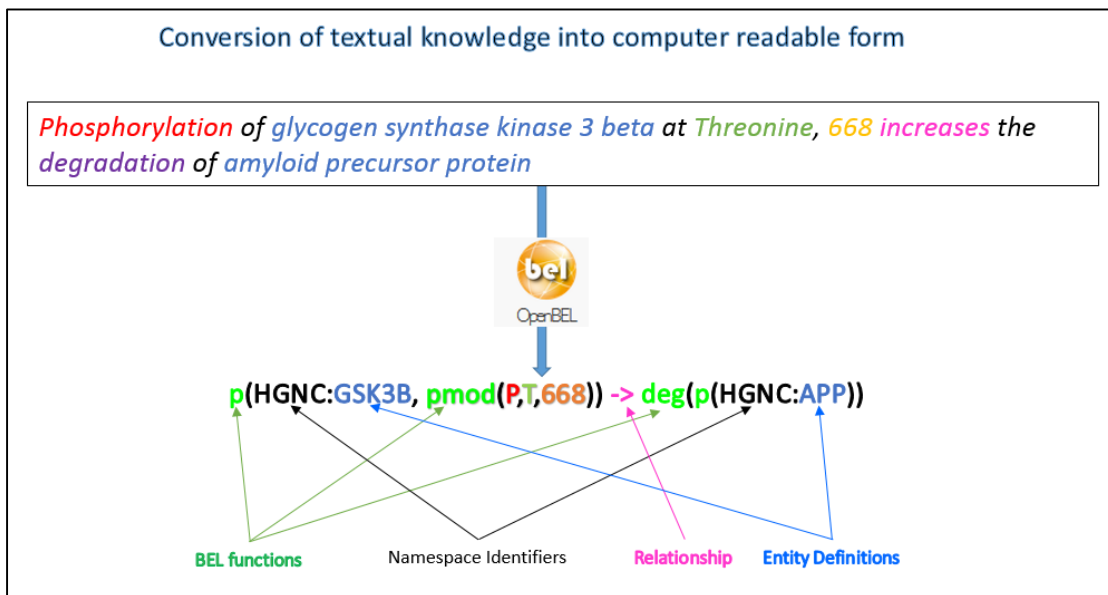 Conversion of textual knowledge into computer readable form
Phosphorylation of glycogen synthase kinase 3 beta at Threonine, 668 increases the
degradation of amyloid precursor protein
bel
OpenBEL
p(HGNC:GSK3B, pmod(P,T,668)) -> deg(p(HGNC:APP))
BEL functions Namespace Identifiers Relationship Entity Definitions